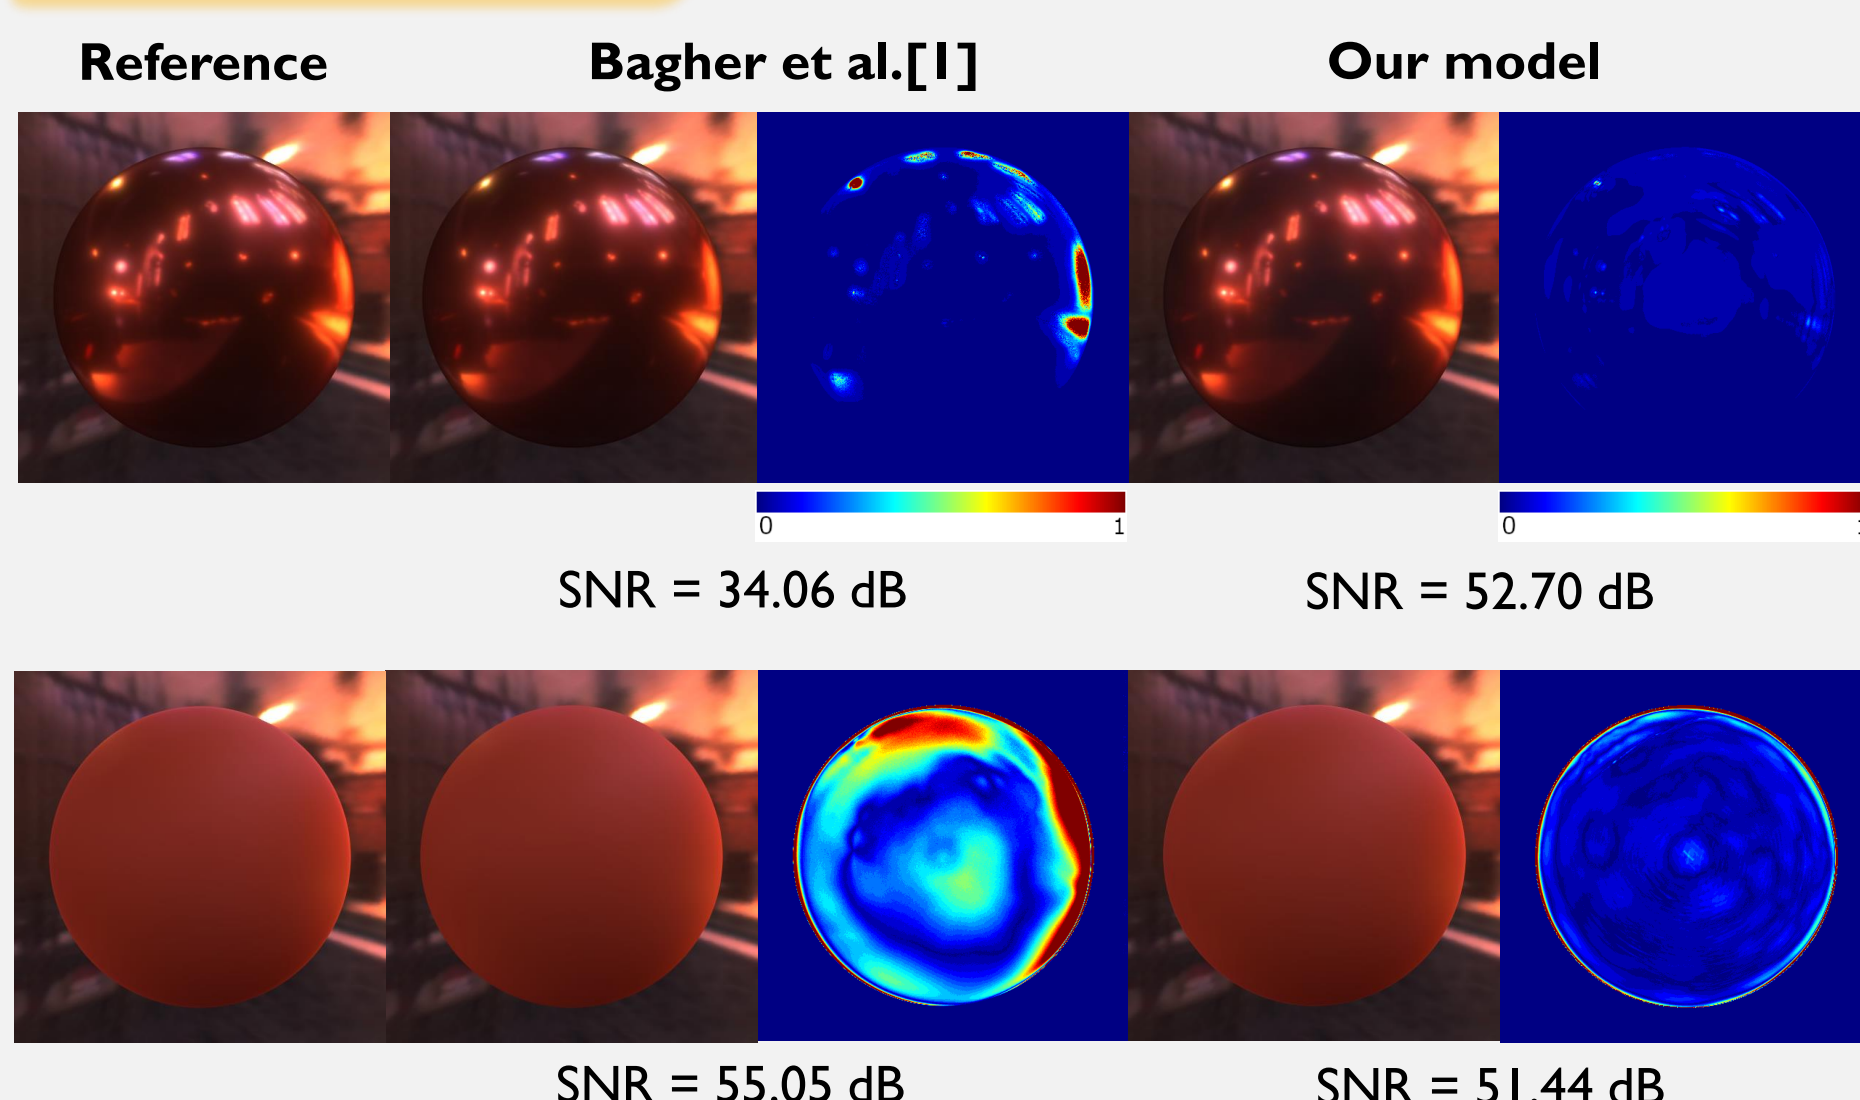 Reference Bagher et al.[1] Our model
0 1 0
SNR = 34.06 dB SNR = 52.70 dB
SNR = 55.05 dB SNR = 51.44 dB